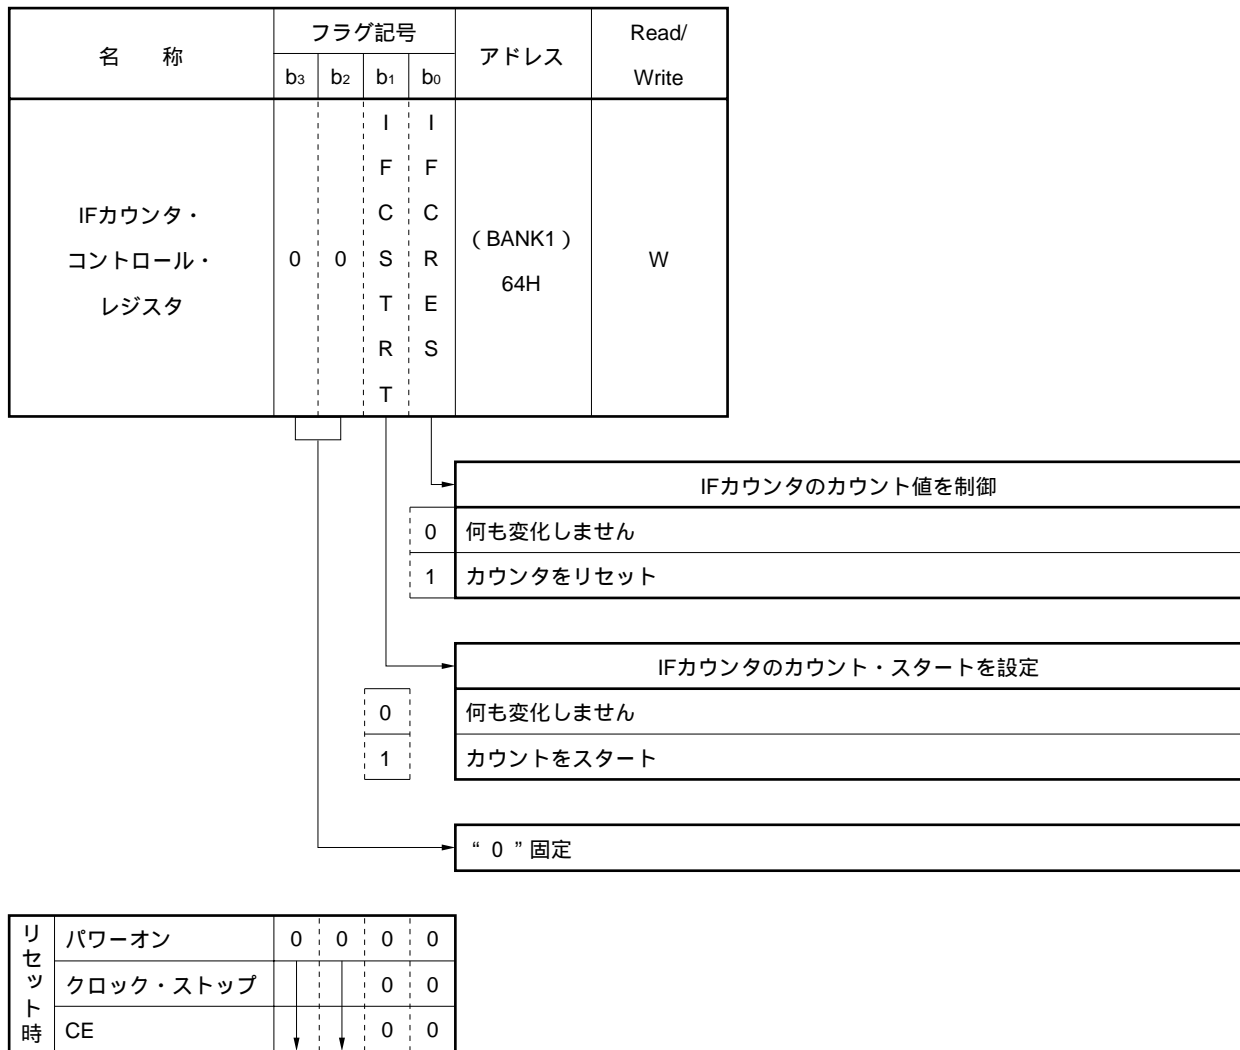 名 称 フラグ記号 アドレス Read/Write
b3 b2 b1 b0
IFカウンタ・コントロール・レジスタ 0 0 IFCSTRT IFCRES （BANK1）64H W
IFカウンタのカウント値を制御
0 何も変化しません
1 カウンタをリセット
IFカウンタのカウント・スタートを設定
0 何も変化しません
1 カウントをスタート
“0”固定
リセット時 パワーオン 0 0 0 0
クロック・ストップ 0 0
CE 0 0